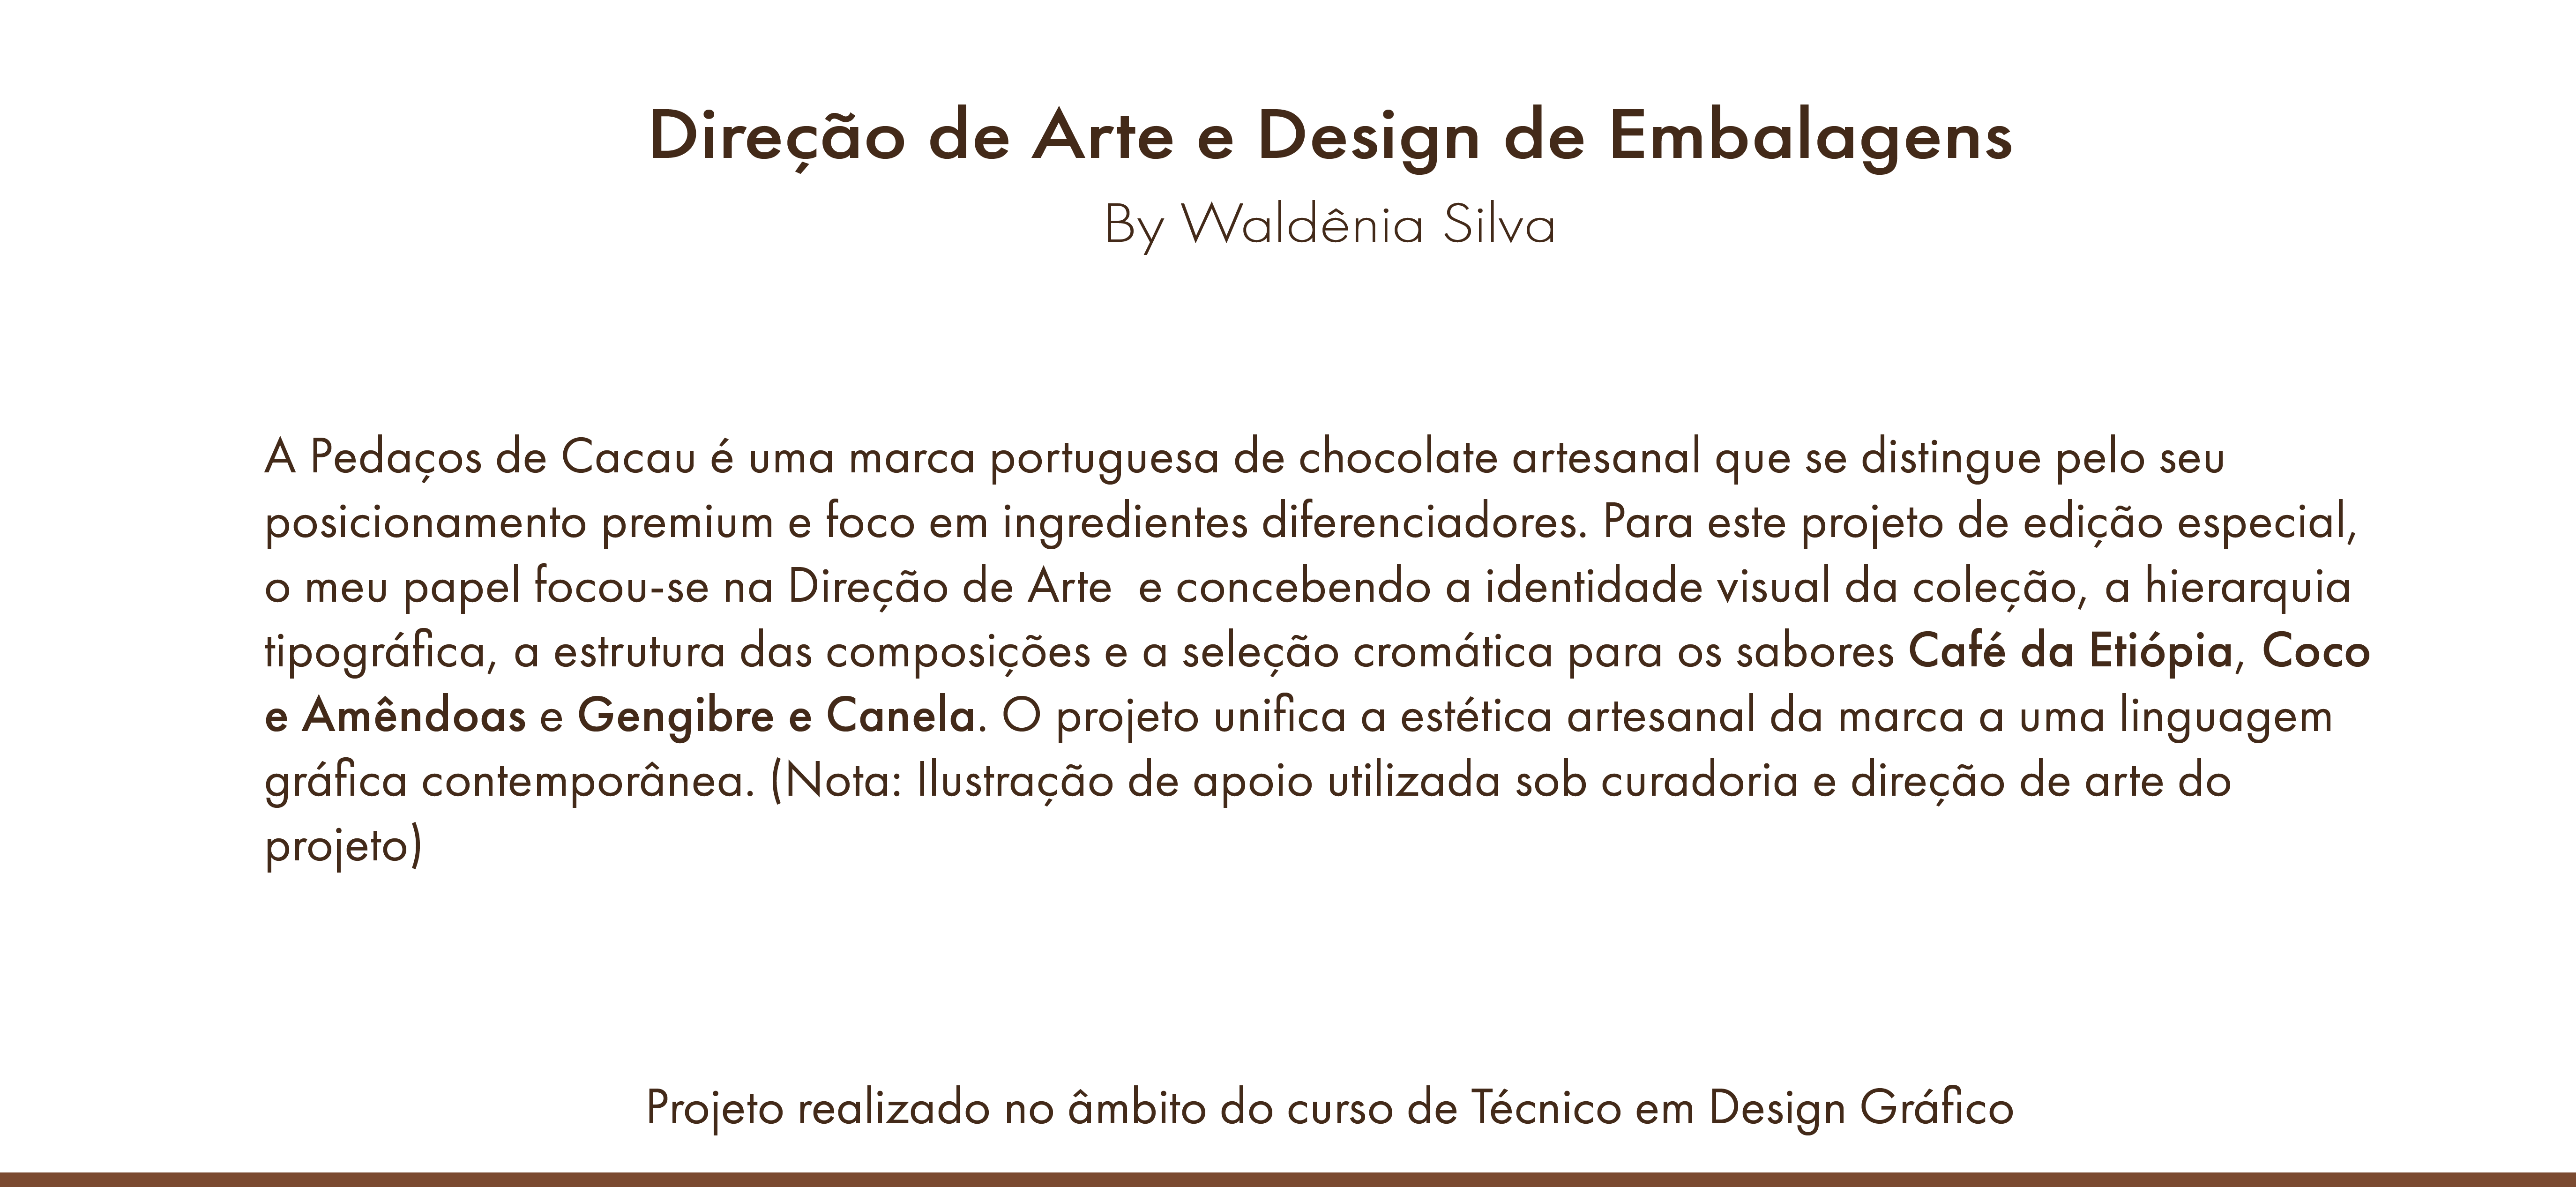 Direção de Arte e Design de Embalagens
By Waldênia Silva
A Pedaços de Cacau é uma marca portuguesa de chocolate artesanal que se distingue pelo seu
posicionamento premium e foco em ingredientes diferenciadores. Para este projeto de edição especial,
o meu papel focou-se na Direção de Arte  e concebendo a identidade visual da coleção, a hierarquia
tipográfica, a estrutura das composições e a seleção cromática para os sabores Café da Etiópia, Coco
e Amêndoas e Gengibre e Canela. O projeto unifica a estética artesanal da marca a uma linguagem
gráfica contemporânea. (Nota: Ilustração de apoio utilizada sob curadoria e direção de arte do
projeto)
Projeto realizado no âmbito do curso de Técnico em Design Gráfico